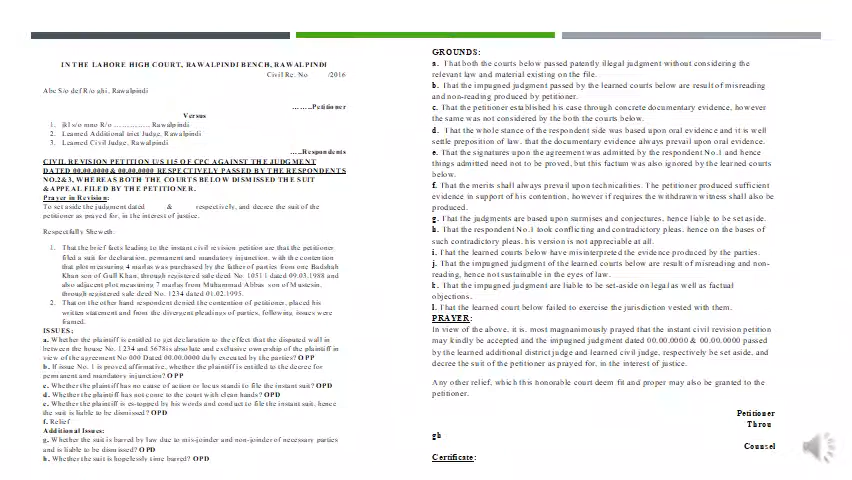 IN THE LAHORE HIGH COURT, RAWALPINDI BENCH, RAWALPINDI
Civil Re. No /2016
Abc S/o def R/o ghi, Rawalpindi
……..Petitioner
Versus
1. jkl s/o mno R/o …………… Rawalpindi
2. Learned Additional trict Judge, Rawalpindi
3. Learned Civil Judge, Rawalpindi
…..Respondents
CIVIL REVISION PETITION U/S 115 OF CPC AGAINST THE JUDGMENT
DATED 00.00.0000 & 00.00.0000 RESPECTIVELY PASSED BY THE RESPONDENTS
NO.2&3, WHEREAS BOTH THE COURTS BELOW DISMISSED THE SUIT
&APPEAL FILED BY THE PETITIONER.
Prayer in Revision:
To set aside the judgment dated & respectively, and decree the suit of the
petitioner as prayed for, in the interest of justice.
Respectfully Sheweth:
1. That the brief facts leading to the instant civil revision petition are that the petitioner
filed a suit for declaration, permanent and mandatory injunction. with the contention
that plot measuring 4 marlas was purchased by the father of parties from one Badshah
Khan son of Gull Khan, through registered sale deed No. 1051 1 dated 09.03.1988 and
also adjacent plot measuring 7 marlas from Muhammad Abbas son of Mustesin.
through registered sale deed No. 1234 dated 01.02.1995.
2. That on the other hand respondent denied the contention of petitioner, placed his
written statement and from the divergent pleadings of parties, following issues were
framed.
ISSUES;
a. Whether the plaintiff is entitled to get declaration to the effect that the disputed wall in
between the house No. 1234 and 5678 is absolute and exclusive ownership of the plaintiff in
view of the agreement No 000 Dated 00.00.0000 duly executed by the parties? OPP
b. If issue No. 1 is proved affirmative, whether the plaintiff is entitled to the decree for
permanent and mandatory injunction? OPP
c. Whether the plaintiff has no cause of action or locus standi to file the instant suit? OPD
d. Whether the plaintiff has not come to the court with clean hands? OPD
e. Whether the plaintiff is es-topped by his words and conduct to file the instant suit, hence
the suit is liable to be dismissed? OPD
f. Relief
Additional Issues:
g. Whether the suit is barred by law due to mis-joinder and non-joinder of necessary parties
and is liable to be dismissed? OPD
h. Whether the suit is hopelessly time barred? OPD
GROUNDS:
a. That both the courts below passed patently illegal judgment without considering the
relevant law and material existing on the file.
b. That the impugned judgment passed by the learned courts below are result of misreading
and non-reading produced by petitioner.
c. That the petitioner established his case through concrete documentary evidence, however
the same was not considered by the both the courts below.
d. That the whole stance of the respondent side was based upon oral evidence and it is well
settle preposition of law. that the documentary evidence always prevail upon oral evidence.
e. That the signatures upon the agreement was admitted by the respondent No.1 and hence
things admitted need not to be proved, but this factum was also ignored by the learned courts
below.
f. That the merits shall always prevail upon technicalities. The petitioner produced sufficient
evidence in support of his contention, however if requires the withdrawn witness shall also be
produced.
g. That the judgments are based upon surmises and conjectures, hence liable to be set aside.
h. That the respondent No.1 took conflicting and contradictory pleas. hence on the bases of
such contradictory pleas. his version is not appreciable at all.
i. That the learned courts below have misinterpreted the evidence produced by the parties.
j. That the impugned judgment of the learned courts below are result of misreading and non-
reading, hence not sustainable in the eyes of law.
k. That the impugned judgment are liable to set-aside on legal as well as factual
objections.
l. That the learned court below failed to exercise the jurisdiction vested with them.
PRAYER:
In view of the above. it is, most magnanimously prayed that the instant civil revision petition
may kindly be accepted and the impugned judgment dated 00.00.0000 & 00.00.0000 passed
by the learned additional district judge and learned civil judge, respectively be set aside, and
decree the suit of the petitioner as prayed for, in the interest of justice.
Any other relief, which this honorable court deem fit and proper may also be granted to the
petitioner.
Petitioner
Throu
gh
Counsel
Certificate: